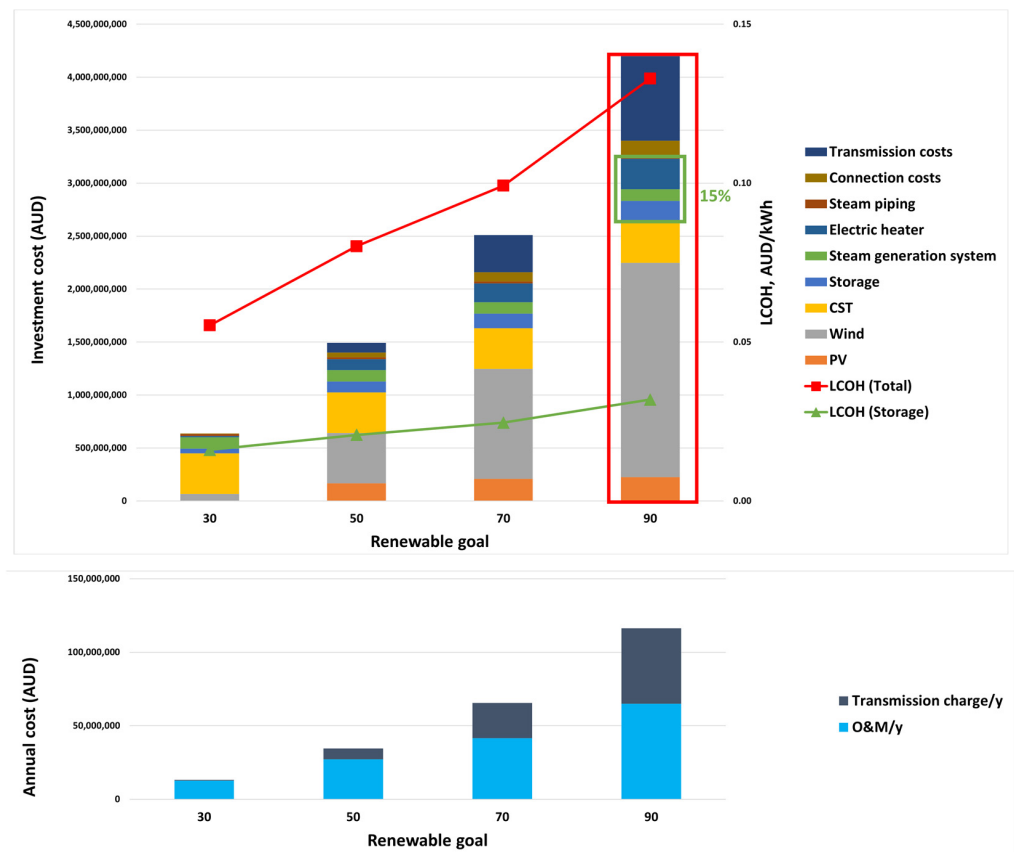 4,500,000,000
4,000,000,000
3,500,000,000
3,000,000,000
2,500,000,000
2,000,000,000
1,500,000,000
1,000,000,000
500,000,000
0
Investment cost (AUD)
30
50
70
90
Renewable goal
0.15
0.10
0.05
0.00
LCOH, AUD/kWh
15%
Transmission costs
Connection costs
Steam piping
Electric heater
Steam generation system
Storage
CST
Wind
PV
LCOH (Total)
LCOH (Storage)
150,000,000
100,000,000
50,000,000
0
Annual cost (AUD)
30
50
70
90
Renewable goal
Transmission charge/y
O&M/y